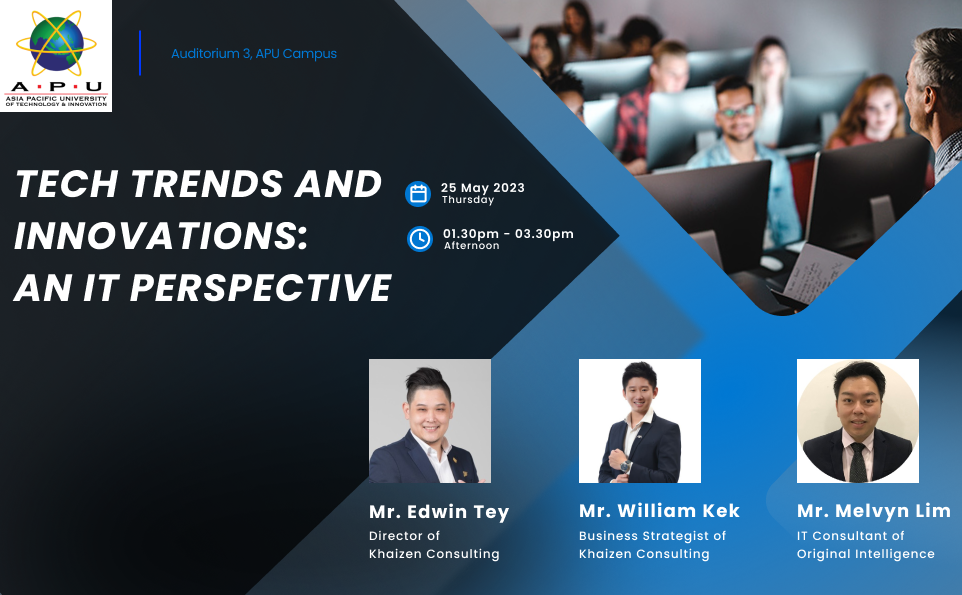 A·P·U
ASIA PACIFIC UNIVERSITY
OF TECHNOLOGY & INNOVATION
Auditorium 3, APU Campus
TECH TRENDS AND
INNOVATIONS:
AN IT PERSPECTIVE
25 May 2023
Thursday
01.30pm - 03.30pm
Afternoon
Mr. Edwin Tey
Director of
Khaizen Consulting
Mr. William Kek
Business Strategist of
Khaizen Consulting
Mr. Melvyn Lim
IT Consultant of
Original Intelligence